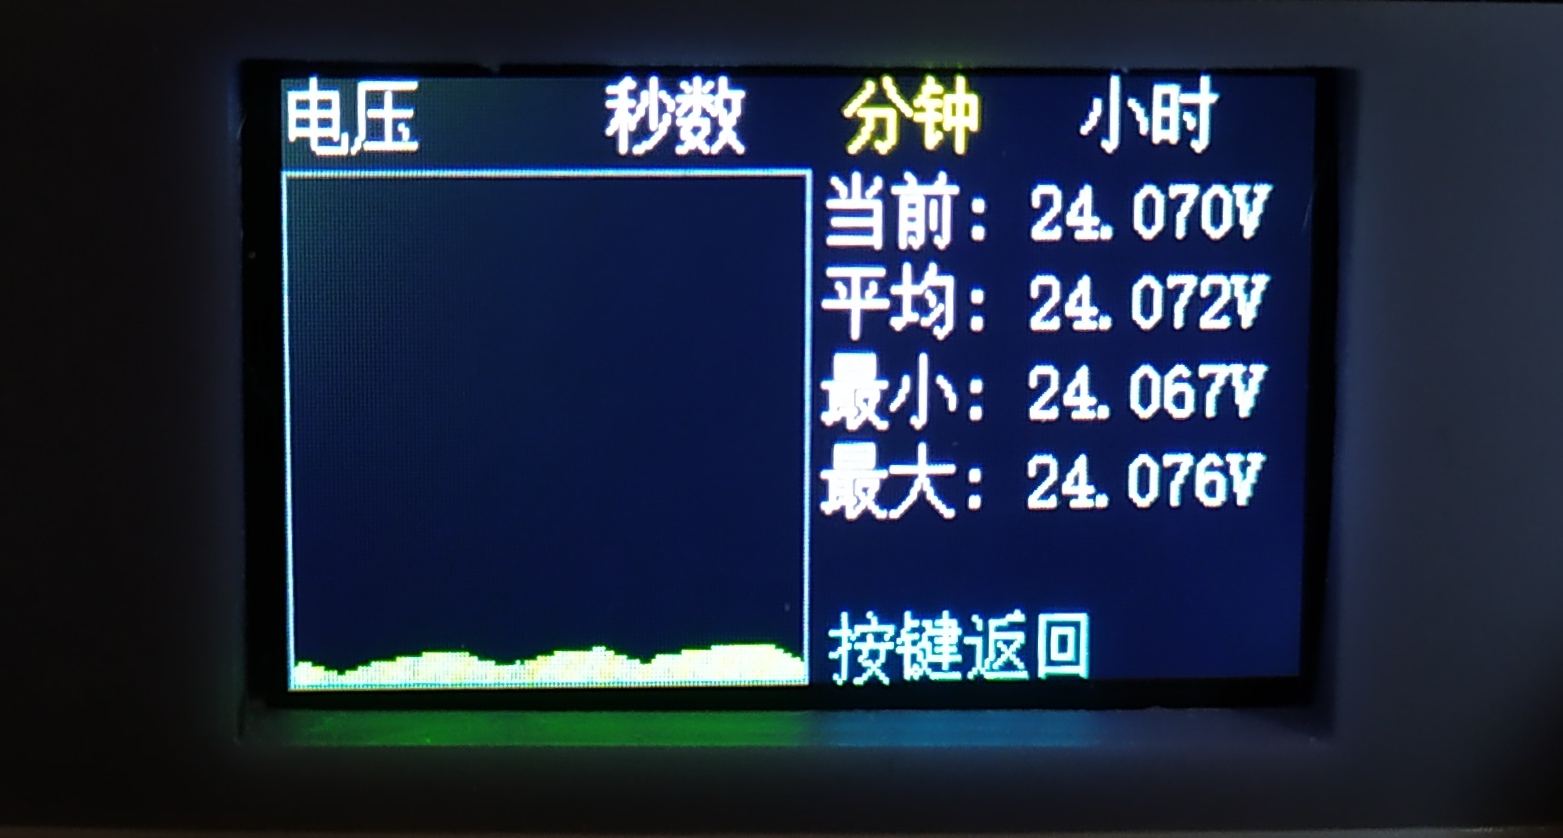 电压 秒数 分钟 小时
当前: 24.070V
平均: 24.072V
最小: 24.067V
最大: 24.076V
按键返回